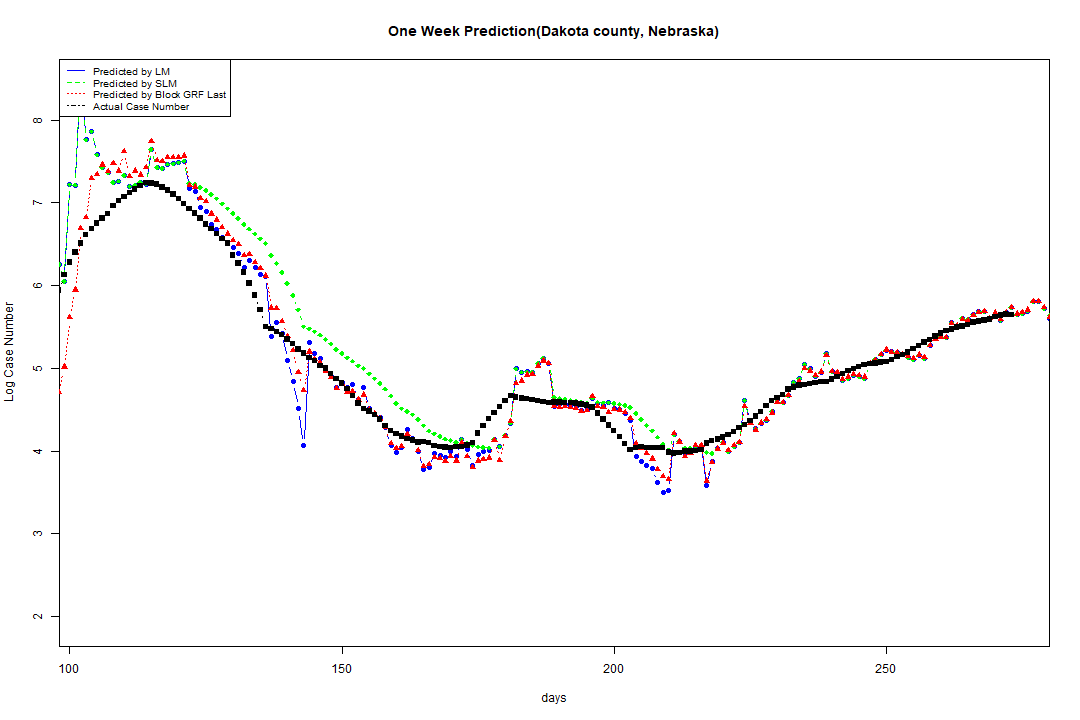 One Week Prediction(Dakota county, Nebraska)
Predicted by LM
Predicted by SLM
Predicted by Block GRF Last
Actual Case Number
8
7
6
5
4
3
2
Log Case Number
100 150 200 250
days